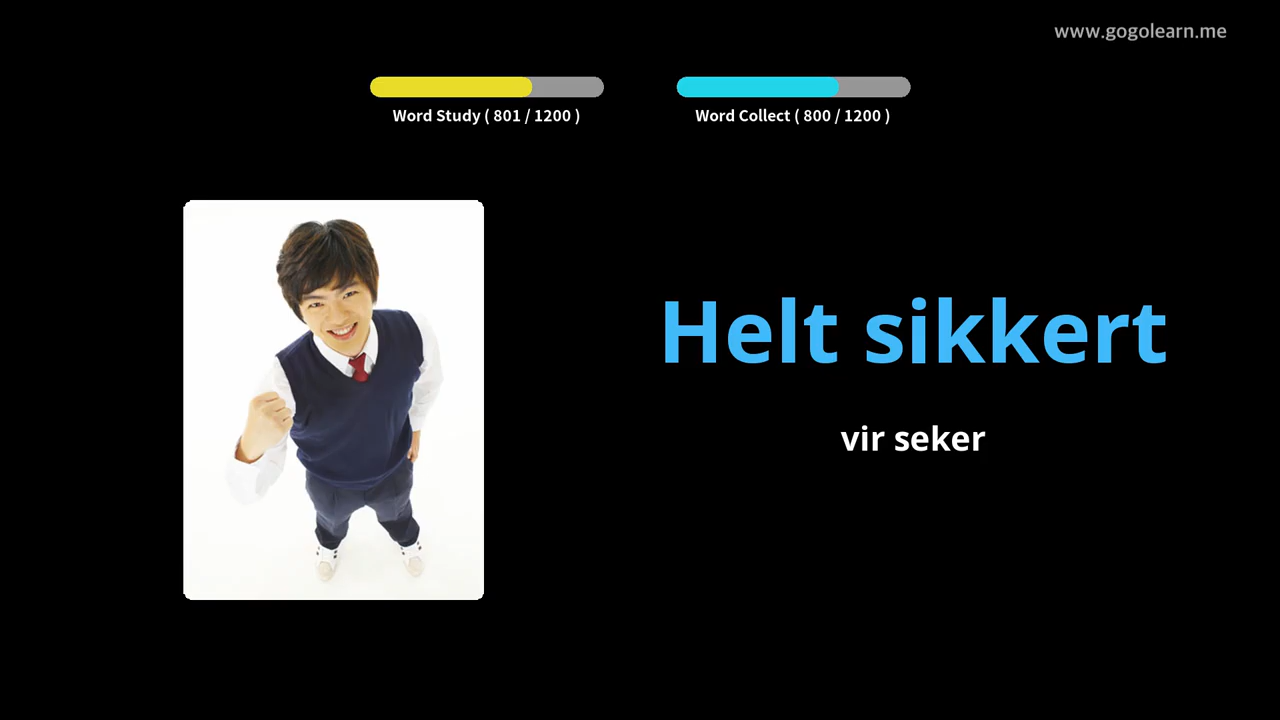 www.gogolearn.me
Word Study ( 801 / 1200 )
Word Collect ( 800 / 1200 )
Helt sikkert
vir seker